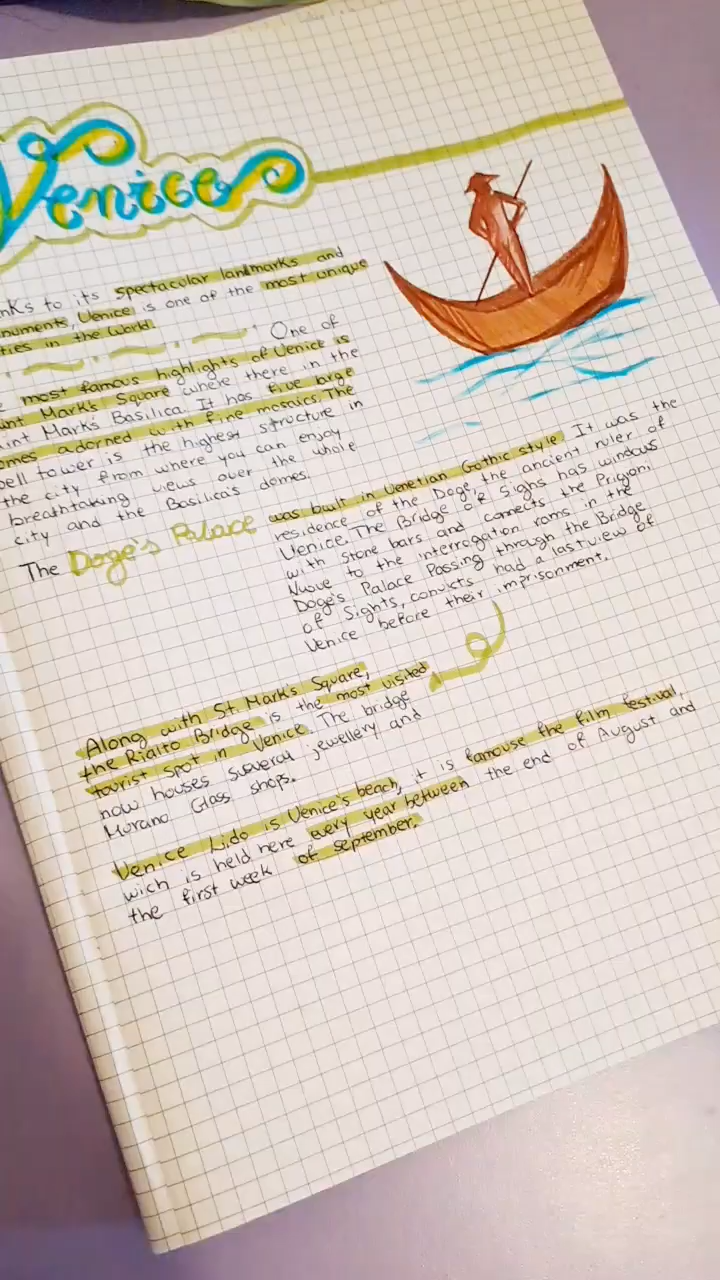 Venice
nks to its spectacular landmarks and
numents, Venice is one of the most unique
ties in the World.
One of
e most famous highlights of Venice is
int Mark's Square where there in the
int Mark's Basilica. It has five large
omes adorned with fine mosaics. The
bell tower is the highest structure in
the city from where you can enjoy
breathtaking views over the whole
city and the Basilica's domes.
The Doge's Palace was built in Venetian Gothic style. It was the
residence of the Doge, the ancient ruler of
Venice. The Bridge of Sighs has windows
with stone bars and connects the Prigioni
Nuove to the interrogation rooms in the
Doge's Palace Passing through the Bridge
of Sights, convicts had a last view of
Venice before their imprisonment.
Along with St. Mark's Square,
the Rialto Bridge is the most visited
tourist spot in Venice. The bridge
now houses several jewellery and
Murano Glass shops.
Venice Lido is Venice's beach, it is famouse the film festival,
wich is held here every year between the end of August and
the first week of september.